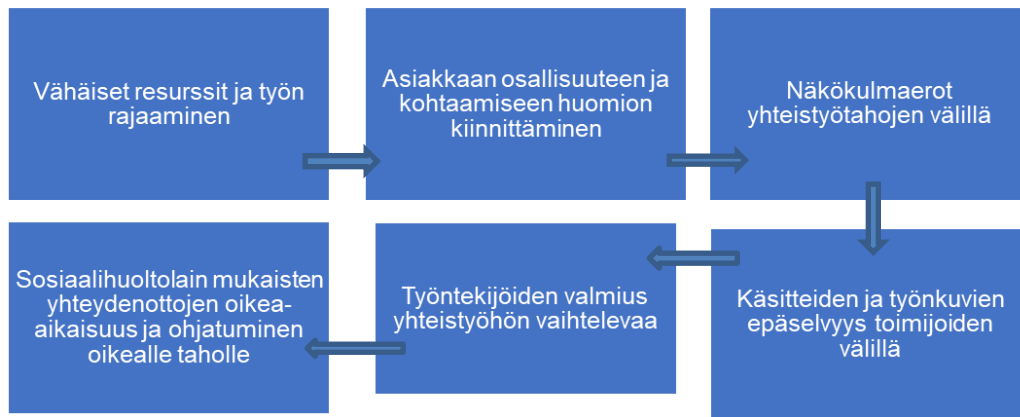 Vähäiset resurssit ja työn
rajaaminen
Asiakkaan osallisuuteen ja
kohtaamiseen huomion
kiinnittäminen
Näkökulmaerot
yhteistyötahojen välillä
Käsitteiden ja työnkuvien
epäselvyys toimijoiden
välillä
Työntekijöiden valmius
yhteistyöhön vaihtelevaa
Sosiaalihuoltolain mukaisten
yhteydenottojen oikea-
aikaisuus ja ohjatuminen
oikealle taholle